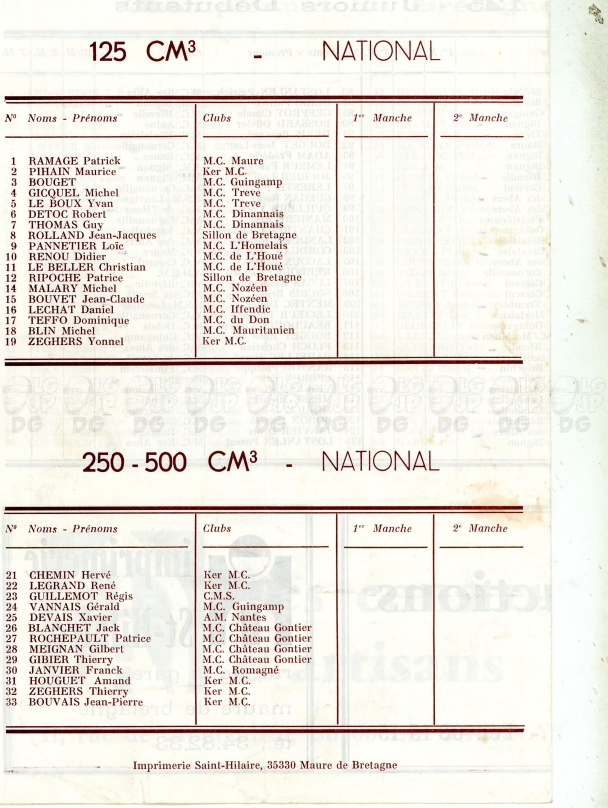 125 CM³ - NATIONAL
Nº Noms - Prénoms Clubs 1re Manche 2e Manche
1 RAMAGE Patrick M.C. Maure
2 PIHAIN Maurice Ker M.C.
3 BOUGET M.C. Guingamp
4 GICQUEL Michel M.C. Treve
5 LE BOUX Yvan M.C. Treve
6 DETOC Robert M.C. Dinannais
7 THOMAS Guy M.C. Dinannais
8 ROLLAND Jean-Jacques Sillon de Bretagne
9 PANNETIER Loïc M.C. L'Homelais
10 RENOU Didier M.C. de L'Houé
11 LE BELLER Christian M.C. de L'Houé
12 RIPOCHE Patrice Sillon de Bretagne
14 MALARY Michel M.C. Nozéen
15 BOUVET Jean-Claude M.C. Nozéen
16 LECHAT Daniel M.C. Iffendic
17 TEFFO Dominique M.C. du Don
18 BLIN Michel M.C. Mauritanien
19 ZEGHERS Yonnel Ker M.C.
250 - 500 CM³ - NATIONAL
Nº Noms - Prénoms Clubs 1re Manche 2e Manche
21 CHEMIN Hervé Ker M.C.
22 LEGRAND René Ker M.C.
23 GUILLEMOT Régis C.M.S.
24 VANNAIS Gérald M.C. Guingamp
25 DEVAIS Xavier A.M. Nantes
26 BLANCHET Jack M.C. Château Gontier
27 ROCHEPAULT Patrice M.C. Château Gontier
28 MEIGNAN Gilbert M.C. Château Gontier
29 GIBIER Thierry M.C. Château Gontier
30 JANVIER Franck M.C. Romagné
31 HOUGUET Amand Ker M.C.
32 ZEGHERS Thierry Ker M.C.
33 BOUVAIS Jean-Pierre Ker M.C.
Imprimerie Saint-Hilaire, 35330 Maure de Bretagne